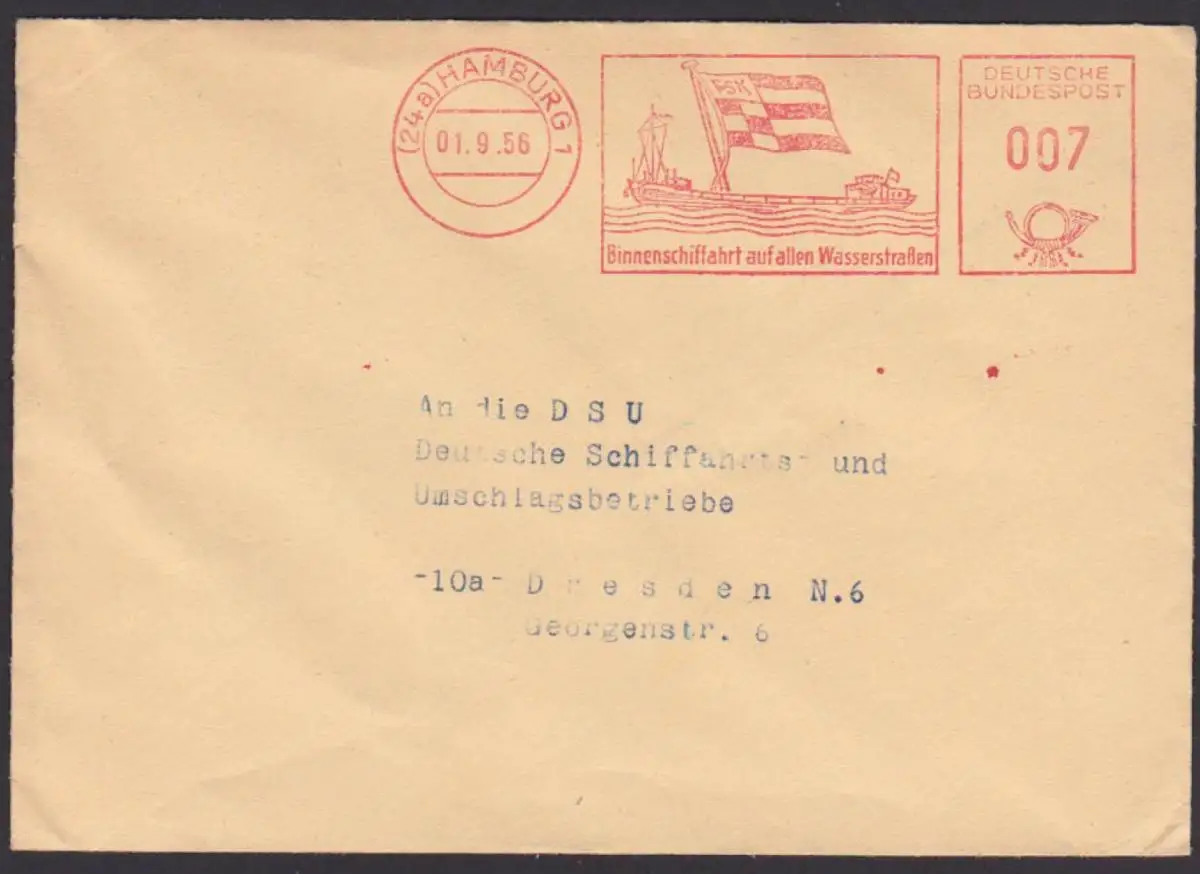 (24a) HAMBURG 1
01.9.56
PSK
Binnenschiffahrt auf allen Wasserstraßen
DEUTSCHE
BUNDESPOST
007
An die D S U
Deutsche Schiffahrts- und
Umschlagsbetriebe
-10a- D r e s d e n N.6
Georgenstr. 6